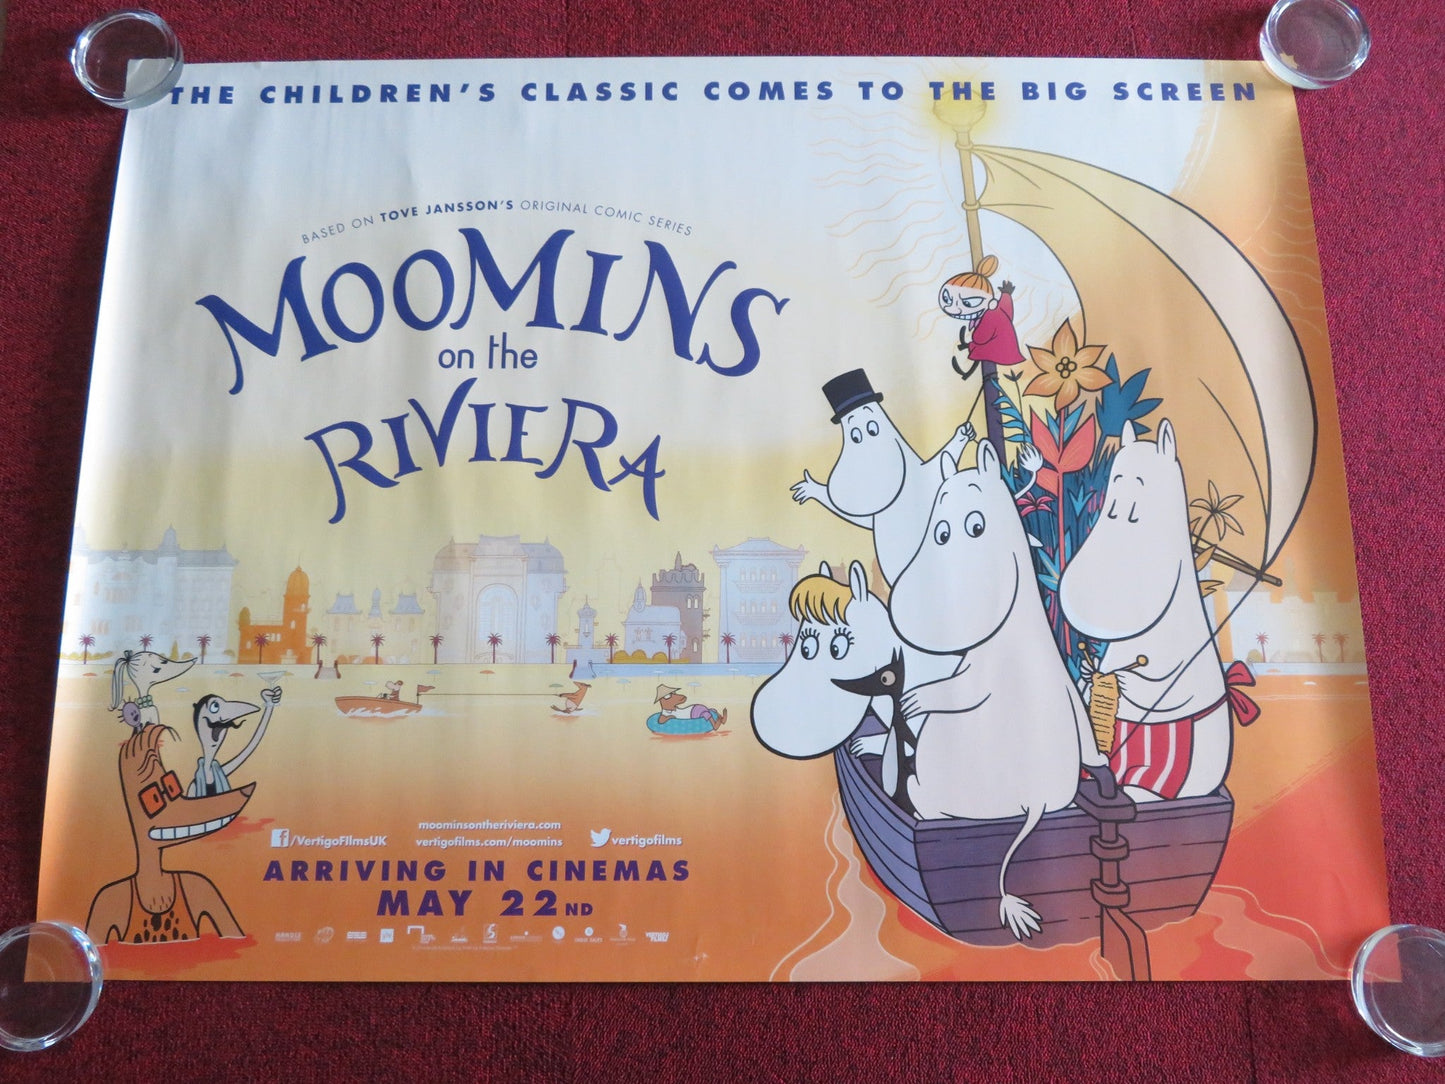 THE CHILDREN'S CLASSIC COMES TO THE BIG SCREEN
BASED ON TOVE JANSSON'S ORIGINAL COMIC SERIES
MOOMINS
on the
RIVIERA
moominsontheriviera.com
f/VertigoFIlmsUK vertigofilms.com/moomins vertigofilms
ARRIVING IN CINEMAS
MAY 22ND